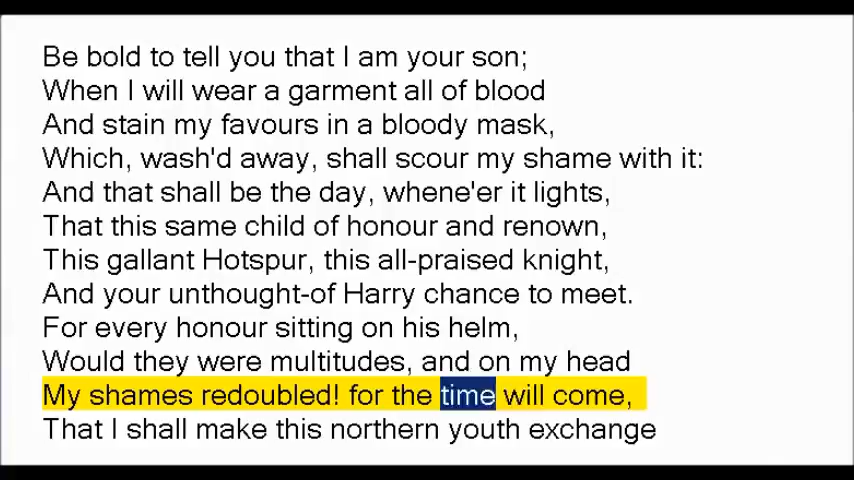 Be bold to tell you that I am your son;
When I will wear a garment all of blood
And stain my favours in a bloody mask,
Which, wash'd away, shall scour my shame with it:
And that shall be the day, whene'er it lights,
That this same child of honour and renown,
This gallant Hotspur, this all-praised knight,
And your unthought-of Harry chance to meet.
For every honour sitting on his helm,
Would they were multitudes, and on my head
My shames redoubled! for the time will come,
That I shall make this northern youth exchange